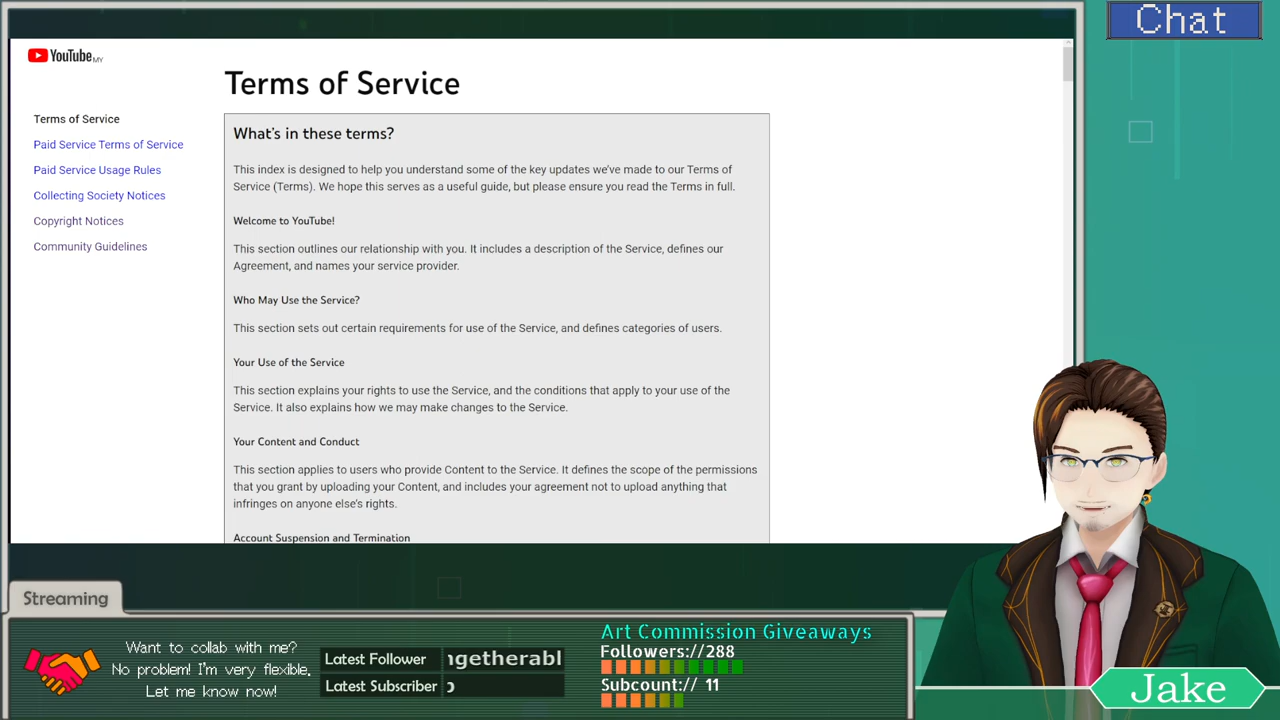 Chat
YouTube MY
Terms of Service
Terms of Service
Paid Service Terms of Service
Paid Service Usage Rules
Collecting Society Notices
Copyright Notices
Community Guidelines
What's in these terms?
This index is designed to help you understand some of the key updates we've made to our Terms of
Service (Terms). We hope this serves as a useful guide, but please ensure you read the Terms in full.
Welcome to YouTube!
This section outlines our relationship with you. It includes a description of the Service, defines our
Agreement, and names your service provider.
Who May Use the Service?
This section sets out certain requirements for use of the Service, and defines categories of users.
Your Use of the Service
This section explains your rights to use the Service, and the conditions that apply to your use of the
Service. It also explains how we may make changes to the Service.
Your Content and Conduct
This section applies to users who provide Content to the Service. It defines the scope of the permissions
that you grant by uploading your Content, and includes your agreement not to upload anything that
infringes on anyone else's rights.
Account Suspension and Termination
Streaming
Want to collab with me?
No problem! I'm very flexible.
Let me know now!
Latest Follower
ngetherabl
Latest Subscriber
Art Commission Giveaways
Followers://288
Subcount:// 11
Jake